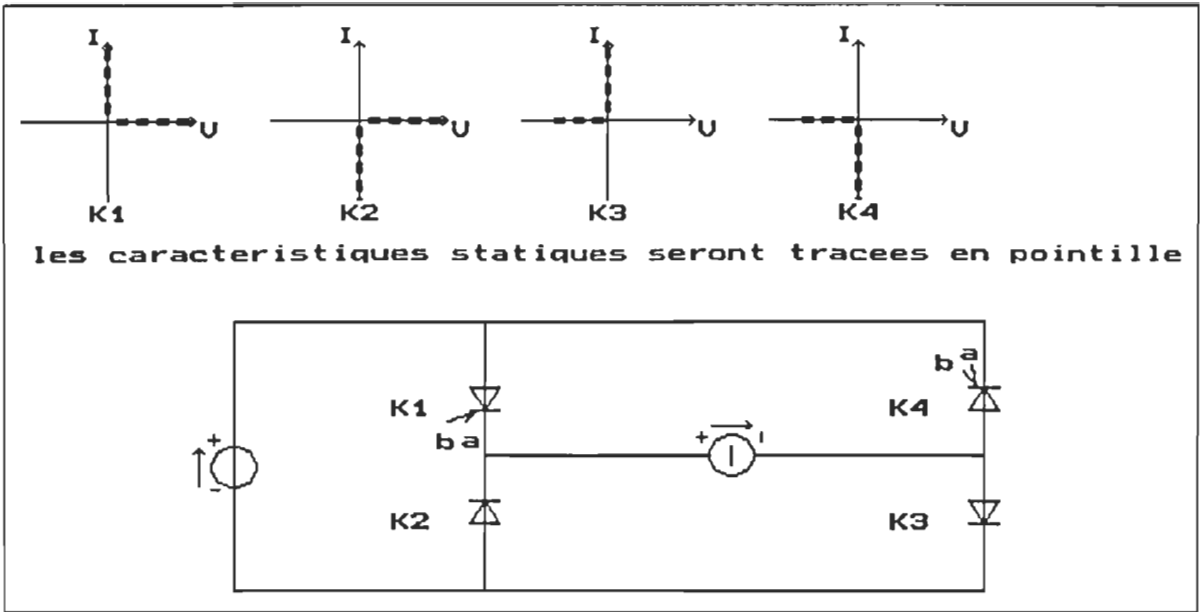 I I I I
U U U U
K1 K2 K3 K4
les caracteristiques statiques seront tracees en pointille
b a
K1 K4
b a
+ + I
-
K2 K3